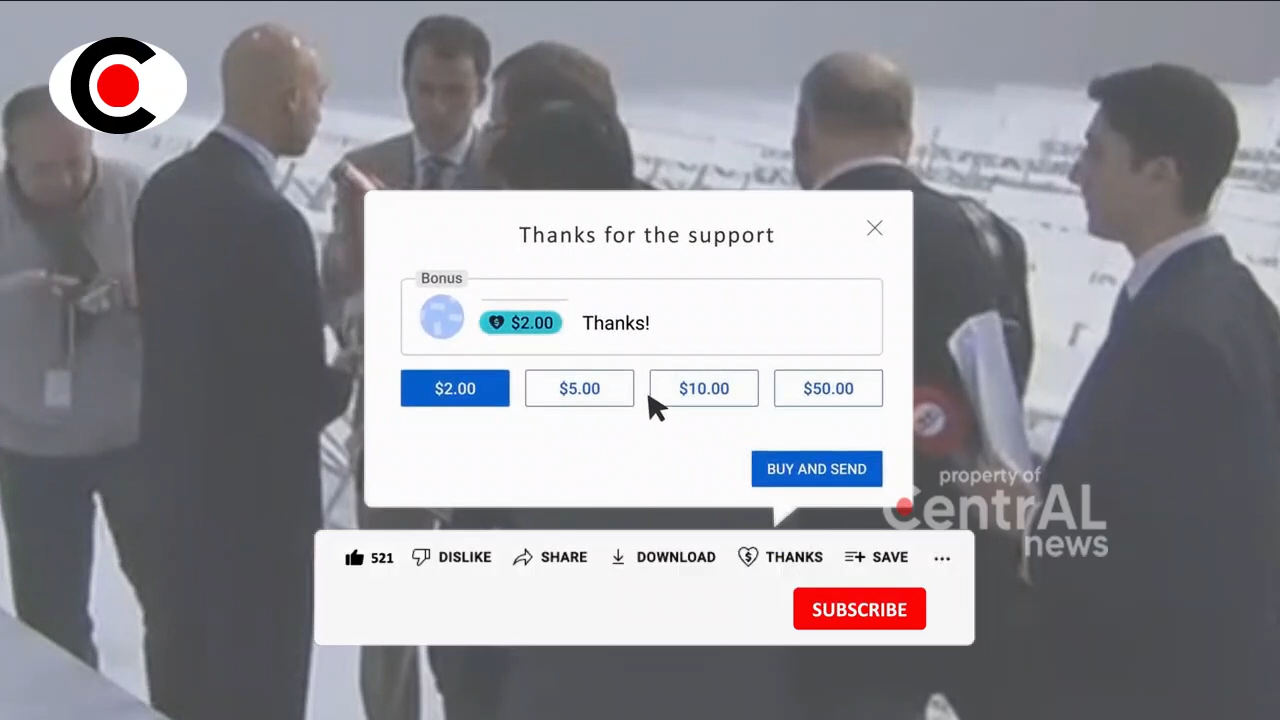 Thanks for the support
Bonus
$2.00 Thanks!
$2.00 $5.00 $10.00 $50.00
BUY AND SEND
property of
CentrAL
news
521 DISLIKE SHARE DOWNLOAD THANKS SAVE ...
SUBSCRIBE